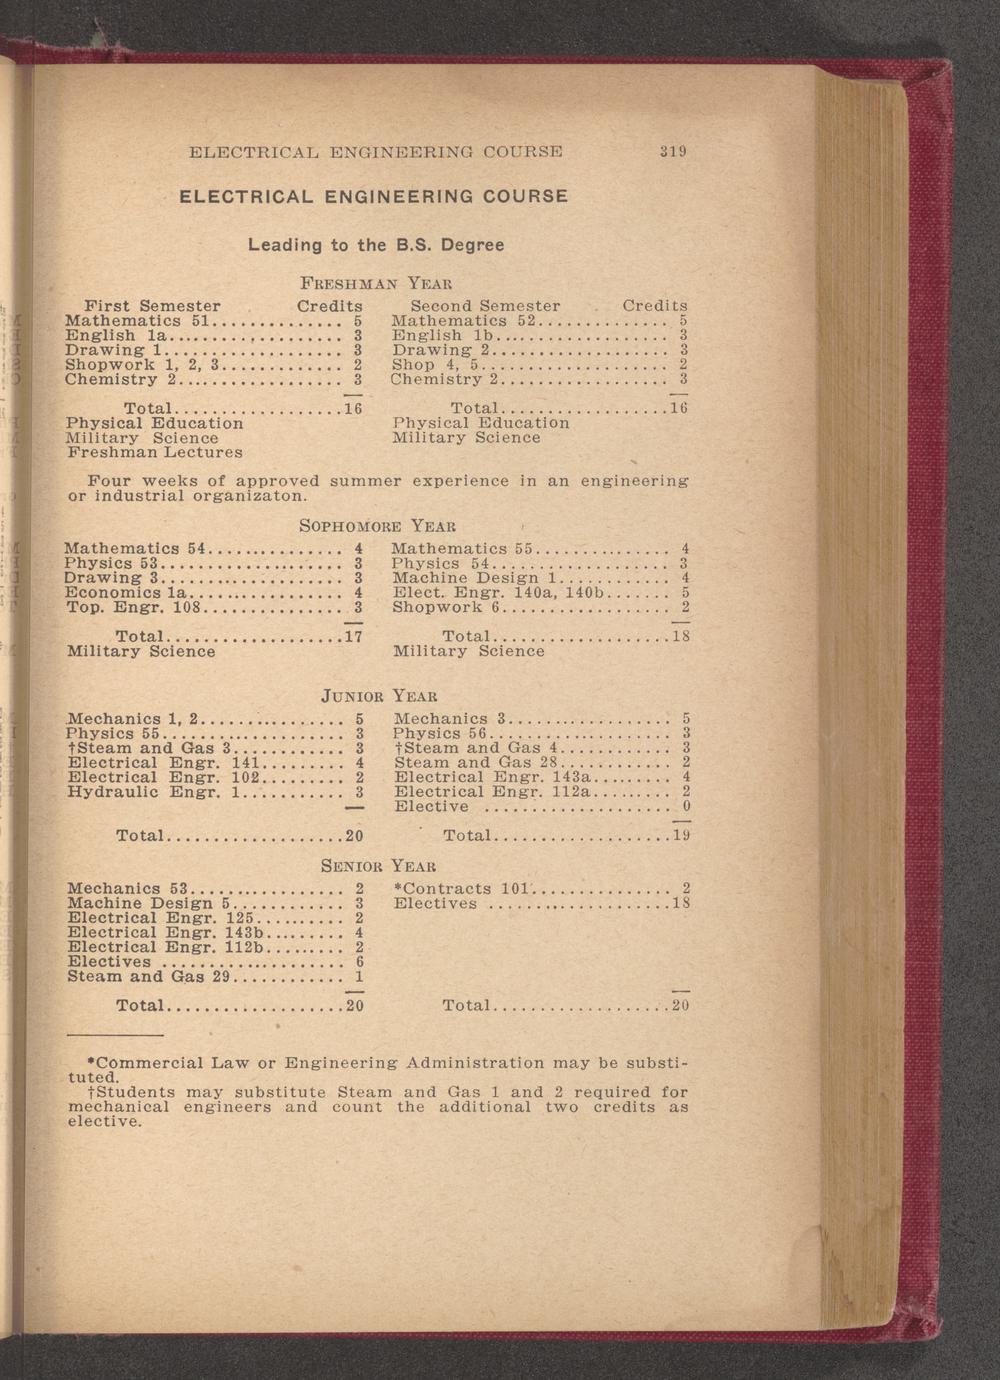 ELECTRICAL ENGINEERING COURSE 319
ELECTRICAL ENGINEERING COURSE
Leading to the B.S. Degree
FRESHMAN YEAR
First Semester Credits Second Semester Credits
Mathematics 51.............. 5 Mathematics 52.............. 5
English 1a................... 3 English 1b................... 3
Drawing 1.................... 3 Drawing 2.................... 3
Shopwork 1, 2, 3............. 2 Shop 4, 5.................... 2
Chemistry 2.................. 3 Chemistry 2.................. 3
Total..................16 Total..................16
Physical Education Physical Education
Military Science Military Science
Freshman Lectures
Four weeks of approved summer experience in an engineering
or industrial organizaton.
SOPHOMORE YEAR
Mathematics 54............... 4 Mathematics 55............... 4
Physics 53.................... 3 Physics 54.................... 3
Drawing 3.................... 3 Machine Design 1............ 4
Economics 1a................. 4 Elect. Engr. 140a, 140b....... 5
Top. Engr. 108............... 3 Shopwork 6.................. 2
Total...................17 Total...................18
Military Science Military Science
JUNIOR YEAR
Mechanics 1, 2................ 5 Mechanics 3.................. 5
Physics 55.................... 3 Physics 56.................... 3
†Steam and Gas 3............ 3 †Steam and Gas 4............ 3
Electrical Engr. 141......... 4 Steam and Gas 28............ 2
Electrical Engr. 102......... 2 Electrical Engr. 143a......... 4
Hydraulic Engr. 1........... 3 Electrical Engr. 112a......... 2
Elective .................... 0
Total...................20 Total...................19
SENIOR YEAR
Mechanics 53................. 2 *Contracts 101............... 2
Machine Design 5............ 3 Electives ....................18
Electrical Engr. 125.......... 2
Electrical Engr. 143b......... 4
Electrical Engr. 112b......... 2
Electives .................... 6
Steam and Gas 29............ 1
Total...................20 Total...................20
*Commercial Law or Engineering Administration may be substi-
tuted.
†Students may substitute Steam and Gas 1 and 2 required for
mechanical engineers and count the additional two credits as
elective.